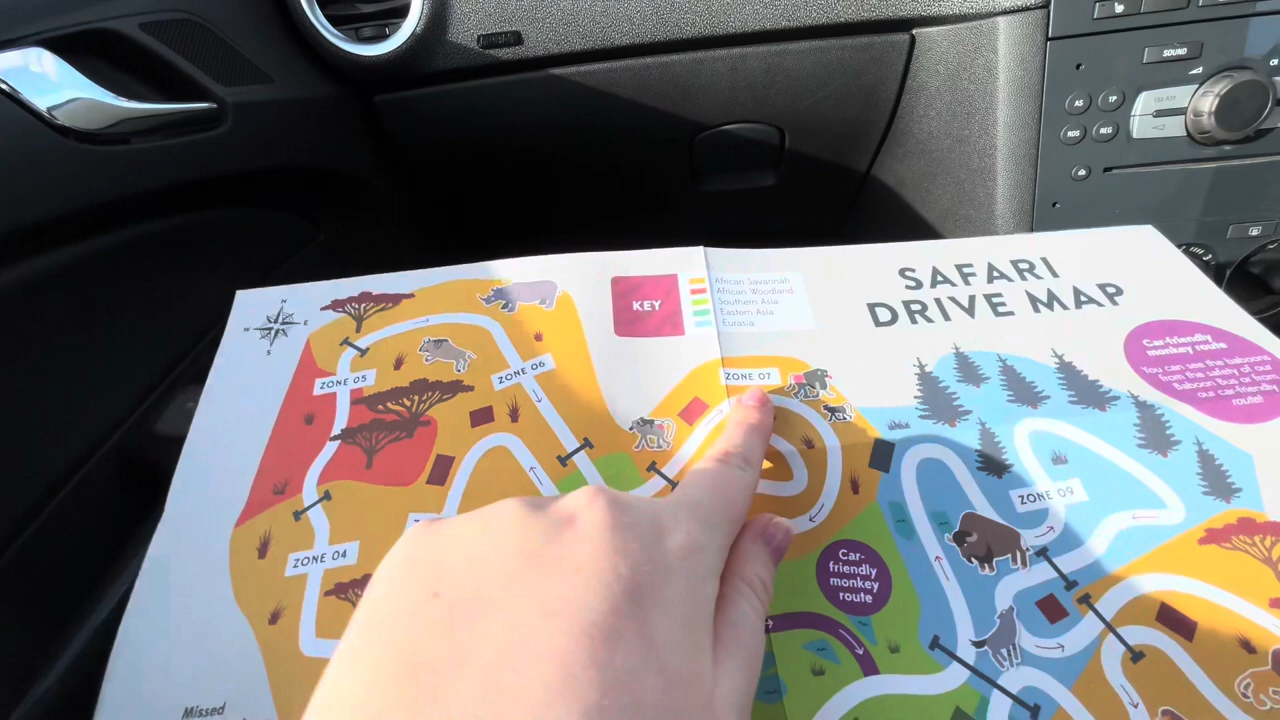 SOUND
AS
TP
RDS
REG
SAFARI
DRIVE MAP
KEY
African Savannah
African Woodland
Southern Asia
Eastern Asia
Eurasia
N
W
E
S
Car-friendly
monkey route
You can see the baboons
from the safety of our
Baboon Bus or from
our car-friendly
route!
ZONE 05
ZONE 06
ZONE 07
ZONE 09
ZONE 04
Car-
friendly
monkey
route
Missed